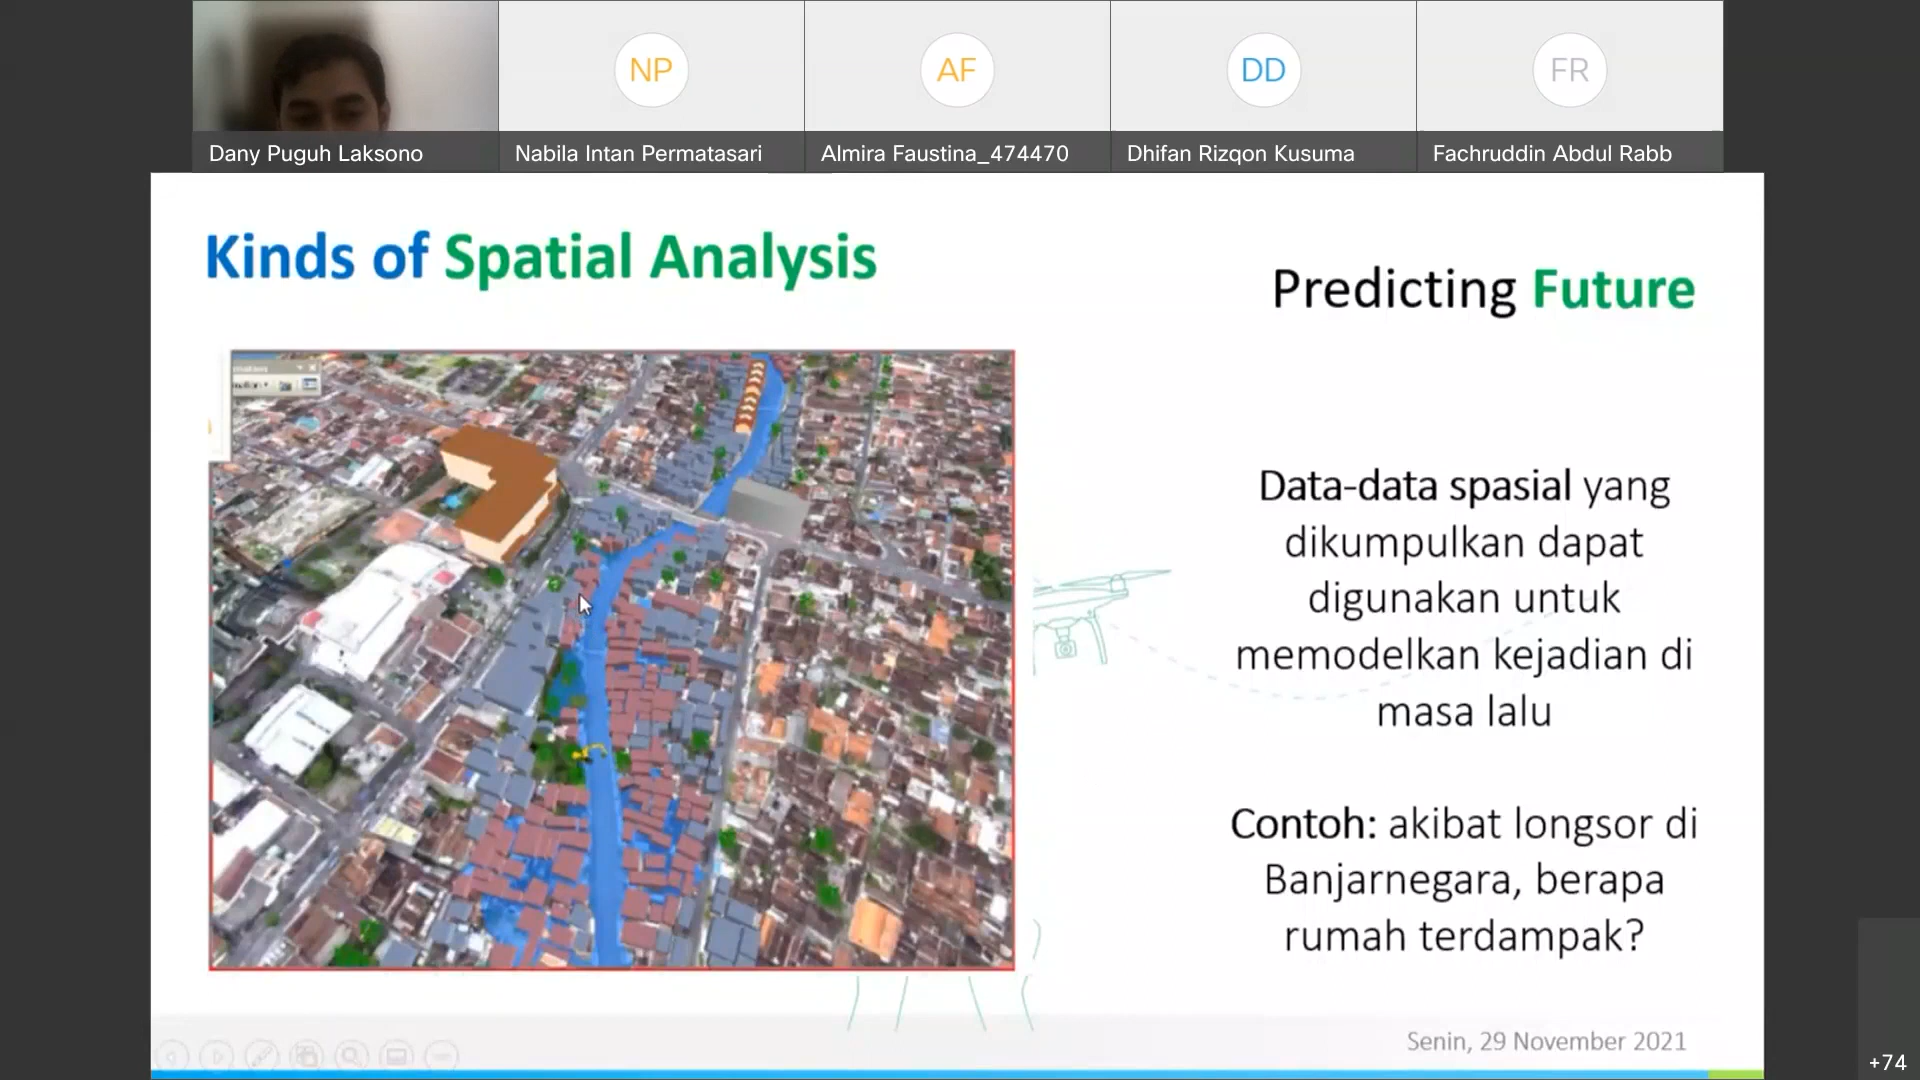 NP
AF
DD
FR
Dany Puguh Laksono
Nabila Intan Permatasari
Almira Faustina_474470
Dhifan Rizqon Kusuma
Fachruddin Abdul Rabb
Kinds of Spatial Analysis
Predicting Future
Data-data spasial yang
dikumpulkan dapat
digunakan untuk
memodelkan kejadian di
masa lalu
Contoh: akibat longsor di
Banjarnegara, berapa
rumah terdampak?
Senin, 29 November 2021
+74